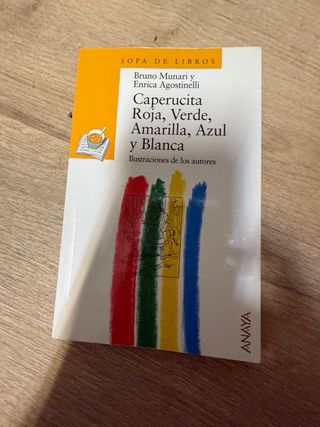 SOPA DE LIBROS
Bruno Munari y
Enrica Agostinelli
Caperucita
Roja, Verde,
Amarilla, Azul
y Blanca
Ilustraciones de los autores
ANAYA